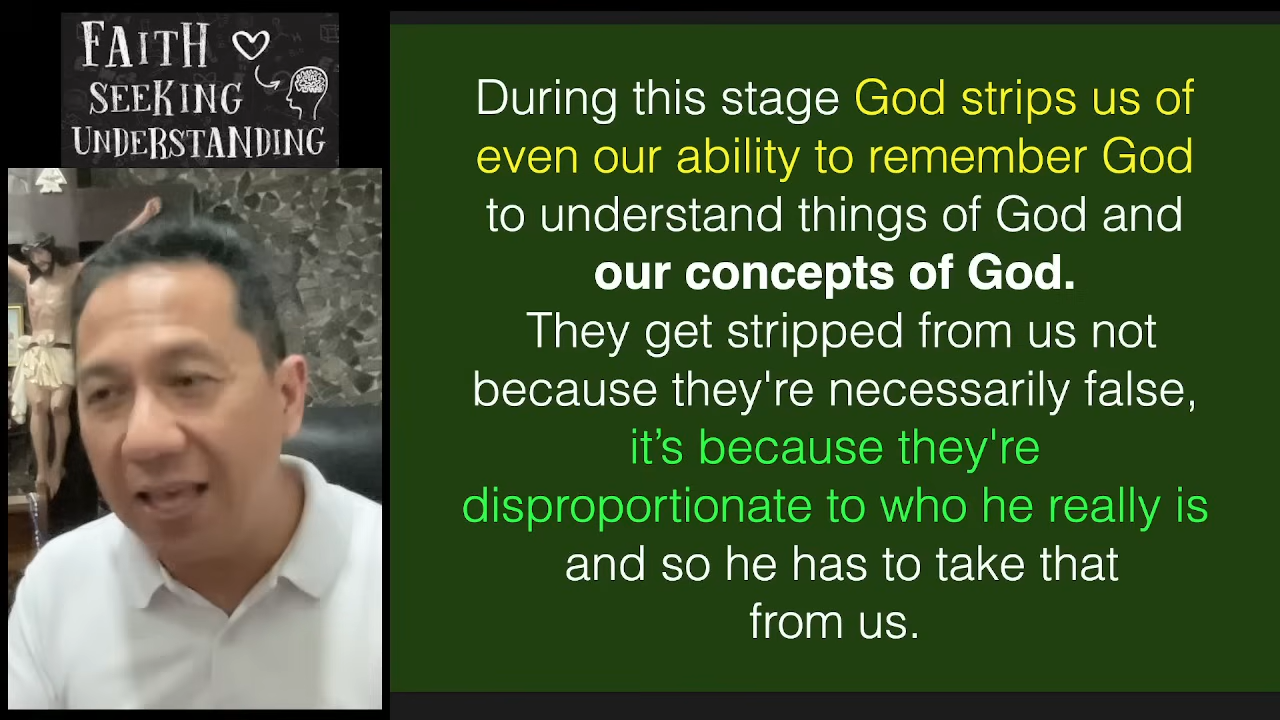 FAITH
SEEKING
UNDERSTANDING
During this stage God strips us of
even our ability to remember God
to understand things of God and
our concepts of God.
They get stripped from us not
because they're necessarily false,
it’s because they're
disproportionate to who he really is
and so he has to take that
from us.